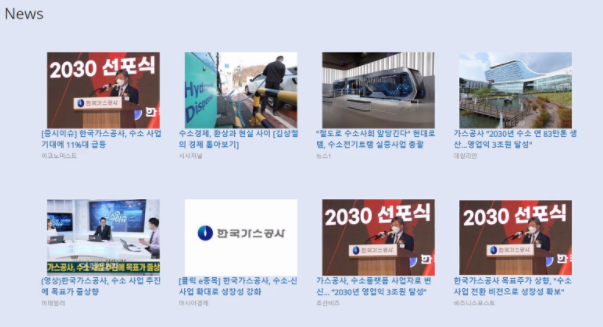 News
2030 선포식
한국가스공사
Hydr
Dispen
[증시이슈] 한국가스공사, 수소 사업
기대에 11%대 급등
이코노미스트
수소경제, 환상과 현실 사이 [김상철
의 경제 톺아보기]
시사저널
"철도로 수소사회 앞당긴다" 현대로
템, 수소전기트램 실증사업 총괄
뉴스1
가스공사 "2030년 수소 연 83만톤 생
산...영업익 3조원 달성"
데일리안
가스공사, 수소 사업 추진에 목표가 줄상
한국가스공사
2030 선포식
한국가스공사
2030 선포식
한국가스공사
[영상]한국가스공사, 수소 사업 추진
에 목표가 줄상향
이데일리
[클릭 e종목] 한국가스공사, 수소·신
사업 확대로 성장성 강화
아시아경제
가스공사, 수소플랫폼 사업자로 변
신... "2030년 영업익 3조원 달성"
조선비즈
한국가스공사 목표주가 상향, "수소
사업 전환 비전으로 성장성 확보"
비즈니스포스트